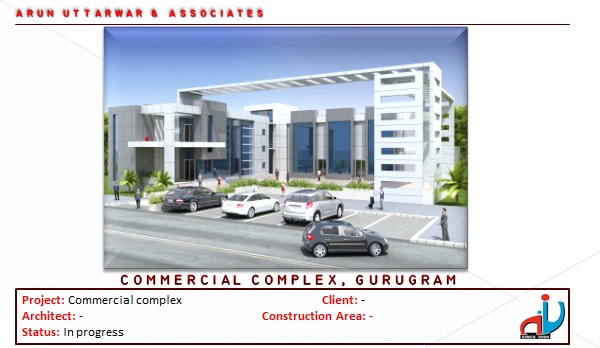 ARUN UTTARWAR & ASSOCIATES
COMMERCIAL COMPLEX, GURUGRAM
Project: Commercial complex Client: -
Architect: - Construction Area: -
Status: In progress